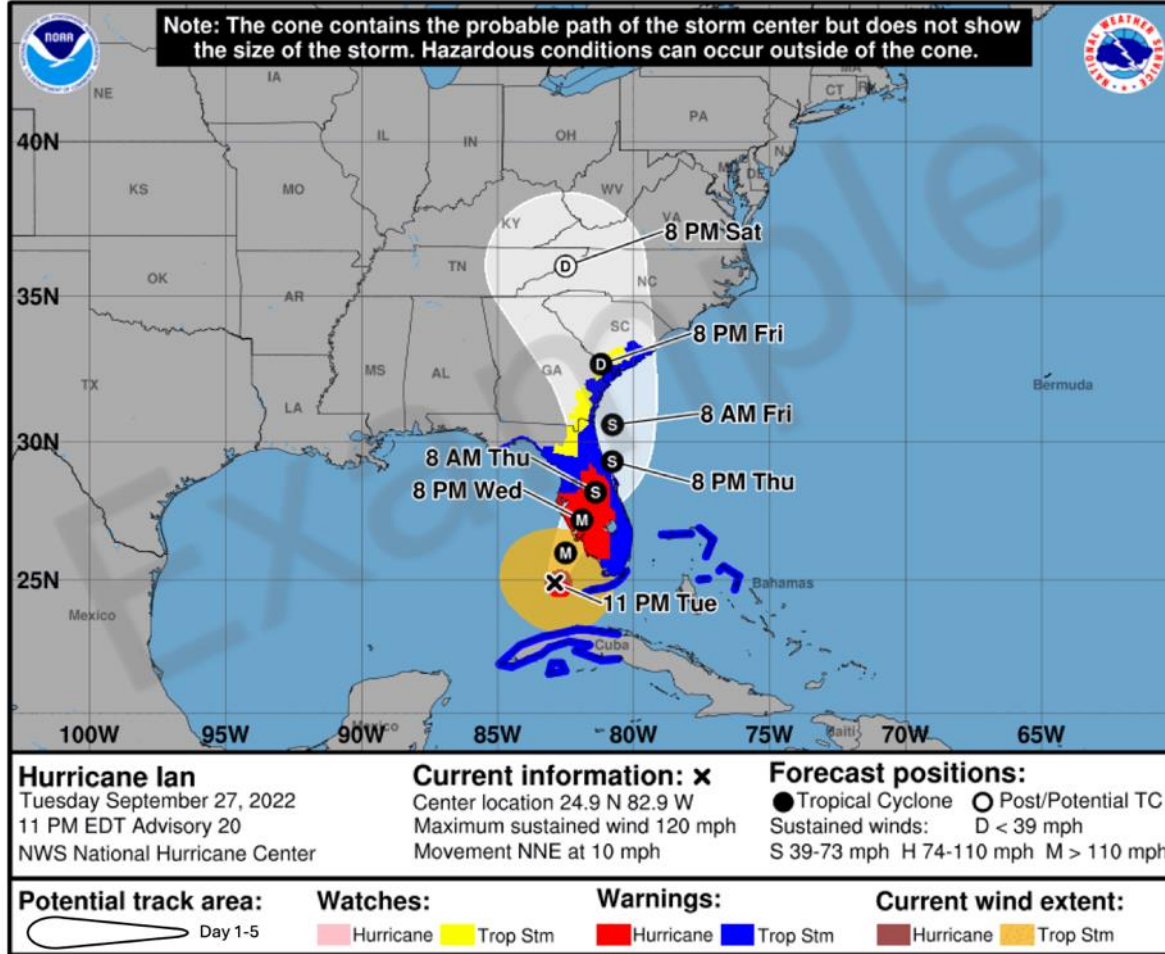 Note: The cone contains the probable path of the storm center but does not show
the size of the storm. Hazardous conditions can occur outside of the cone.
NOAA
NATIONAL WEATHER SERVICE
Example
NE
IA
IL
IN
OH
PA
CT
NJ
DE
40N
KS
MO
WV
KY
VA
8 PM Sat
D
OK
TN
NC
AR
35N
SC
8 PM Fri
D
TX
MS
AL
GA
LA
Bermuda
8 AM Fri
S
30N
8 AM Thu
S
S
8 PM Thu
8 PM Wed
M
M
25N
11 PM Tue
Bahamas
Mexico
Cuba
Mexico
Haiti
100W
95W
90W
85W
80W
75W
70W
65W
Hurricane Ian
Tuesday September 27, 2022
11 PM EDT Advisory 20
NWS National Hurricane Center
Current information: ×
Center location 24.9 N 82.9 W
Maximum sustained wind 120 mph
Movement NNE at 10 mph
Forecast positions:
Tropical Cyclone Post/Potential TC
Sustained winds: D < 39 mph
S 39-73 mph H 74-110 mph M > 110 mph
Potential track area:
Day 1-5
Watches:
Hurricane Trop Stm
Warnings:
Hurricane Trop Stm
Current wind extent:
Hurricane Trop Stm